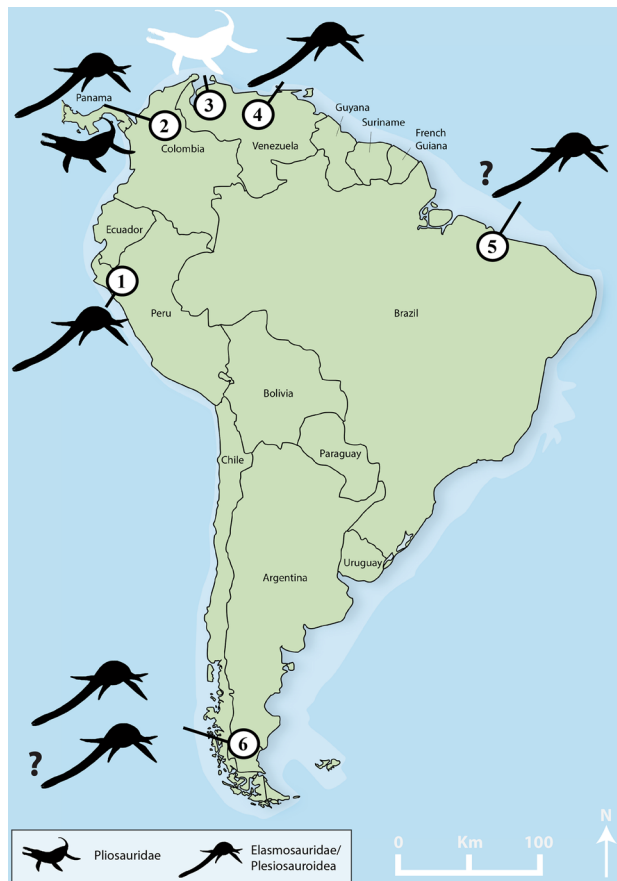 Panama
3
4
Guyana
2
Suriname
Colombia
Venezuela
French
Guiana
?
Ecuador
5
1
Peru
Brazil
Bolivia
Chile
Paraguay
Uruguay
Argentina
6
?
N
Pliosauridae
Elasmosauridae/
Plesiosauroidea
0 Km 100